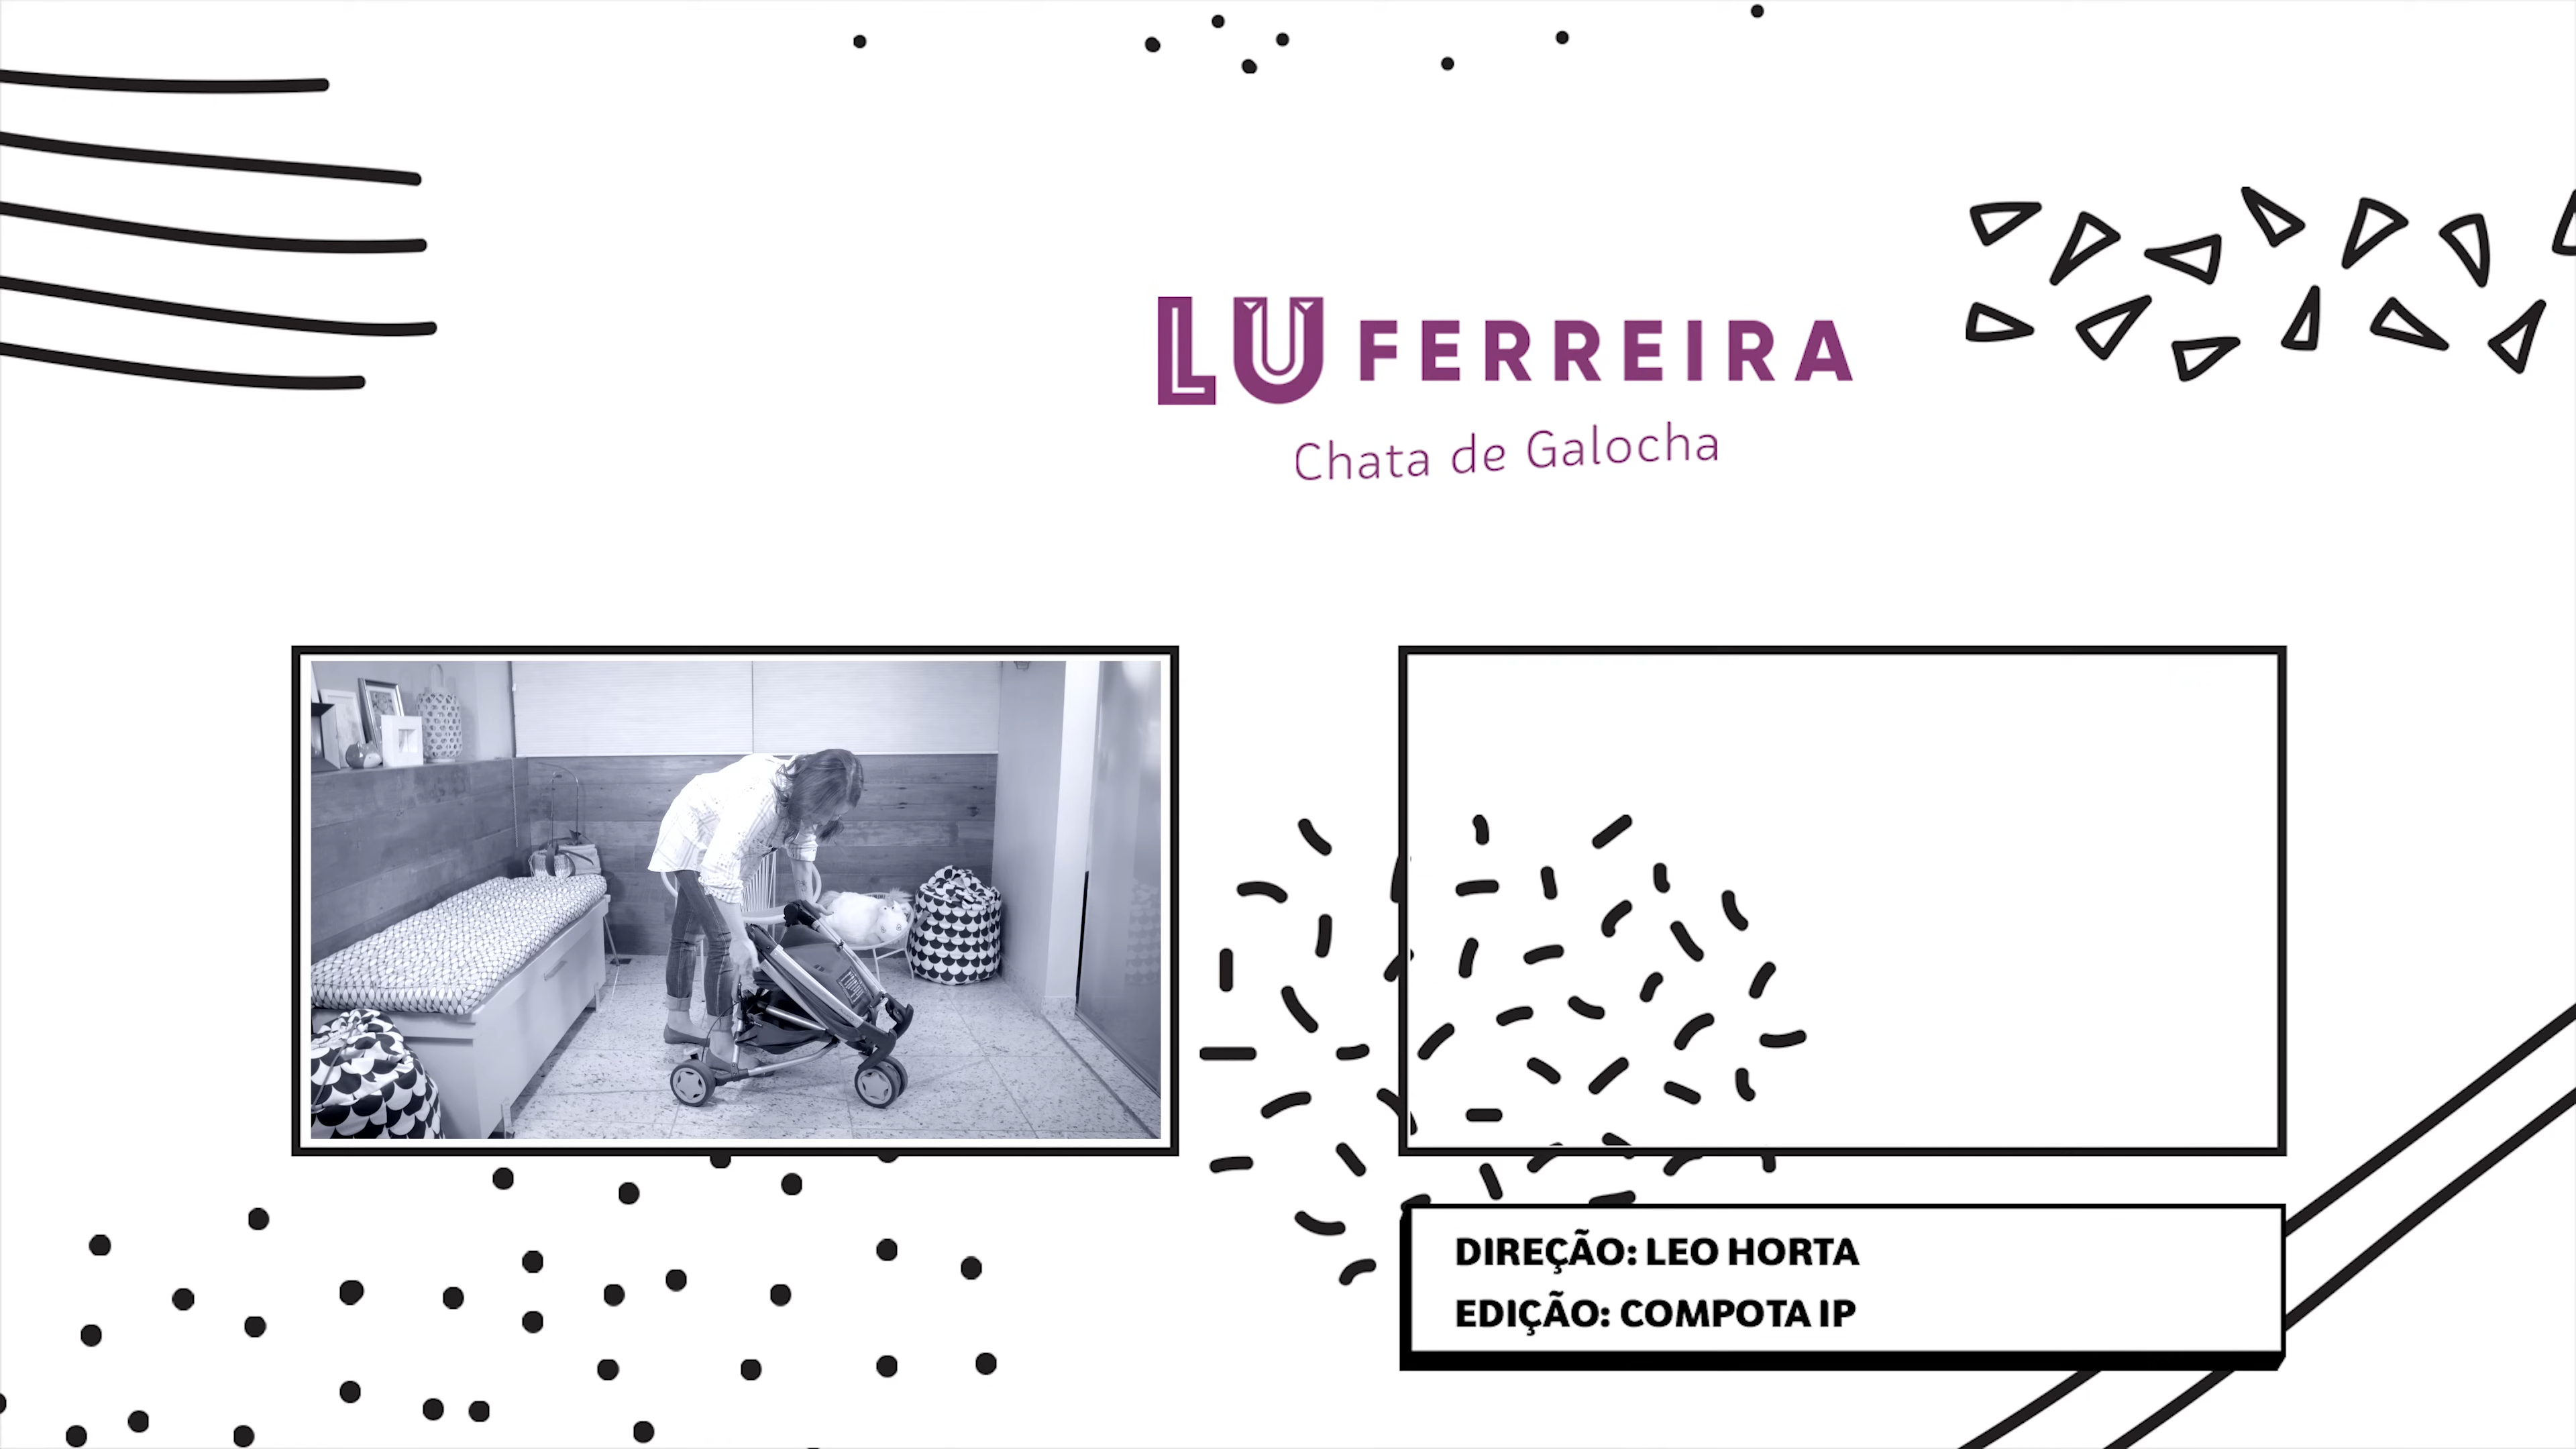 LU FERREIRA
Chata de Galocha
DIREÇÃO: LEO HORTA
EDIÇÃO: COMPOTA IP